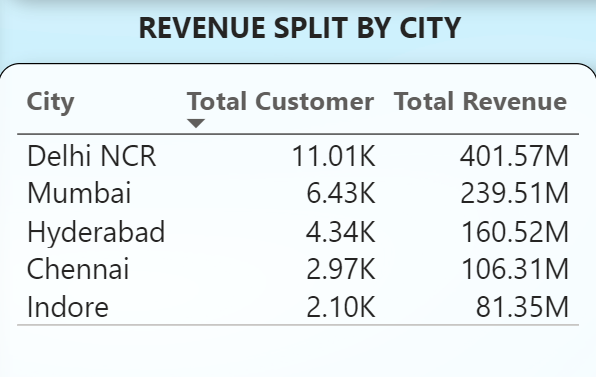 REVENUE SPLIT BY CITY
City Total Customer Total Revenue
Delhi NCR 11.01K 401.57M
Mumbai 6.43K 239.51M
Hyderabad 4.34K 160.52M
Chennai 2.97K 106.31M
Indore 2.10K 81.35M